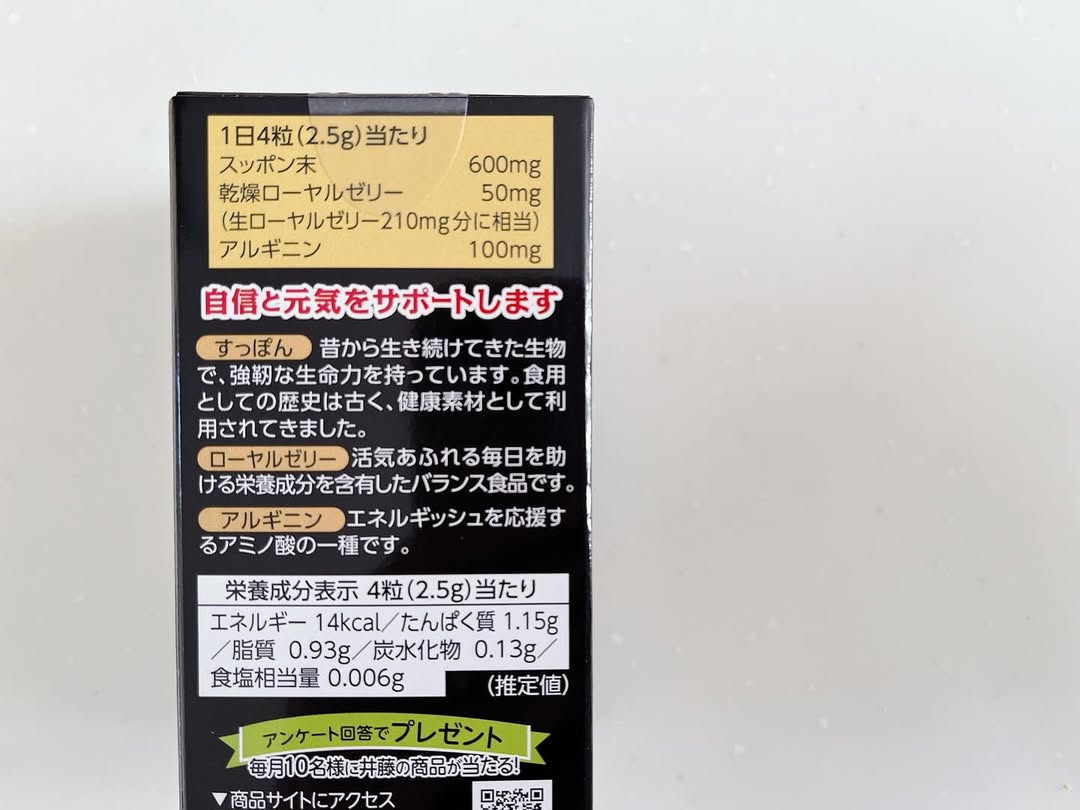 1日4粒(2.5g)当たり
スッポン末 600mg
乾燥ローヤルゼリー 50mg
(生ローヤルゼリー210mg分に相当)
アルギニン 100mg
自信と元気をサポートします
すっぽん 昔から生き続けてきた生物
で、強靭な生命力を持っています。食用
としての歴史は古く、健康素材として利
用されてきました。
ローヤルゼリー 活気あふれる毎日を助
ける栄養成分を含有したバランス食品です。
アルギニン エネルギッシュを応援す
るアミノ酸の一種です。
栄養成分表示 4粒(2.5g)当たり
エネルギー 14kcal/たんぱく質 1.15g
/脂質 0.93g/炭水化物 0.13g/
食塩相当量 0.006g (推定値)
アンケート回答でプレゼント
毎月10名様に井藤の商品が当たる!
▼商品サイトにアクセス